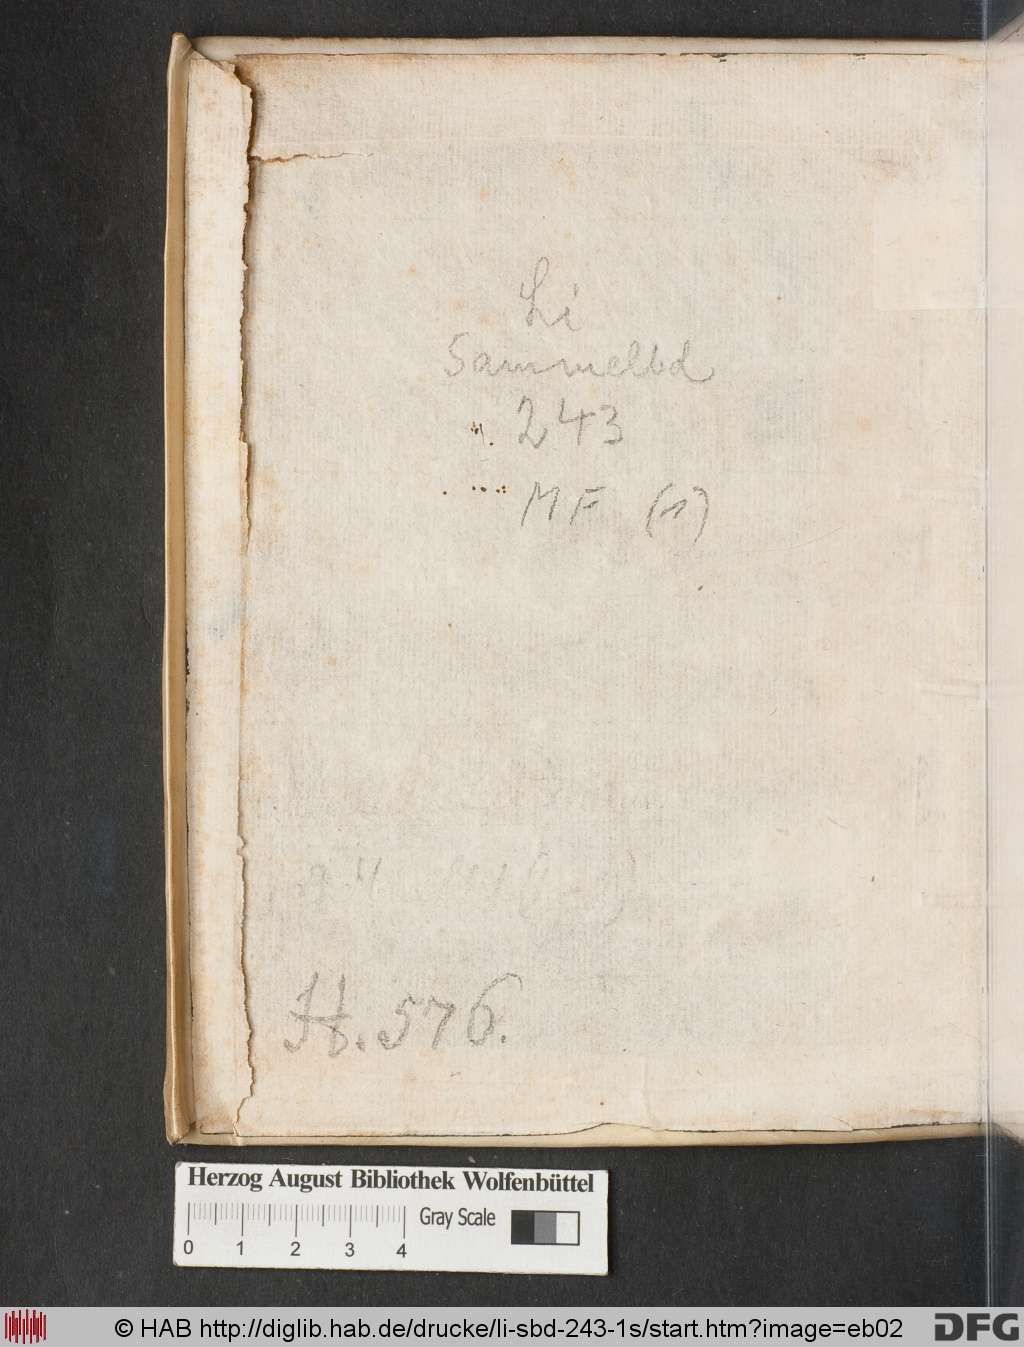 Li
Sammelbd
243
MF (1)
H. 576.
Herzog August Bibliothek Wolfenbüttel
0 1 2 3 4
Gray Scale
© HAB http://diglib.hab.de/drucke/li-sbd-243-1s/start.htm?image=eb02
DFG